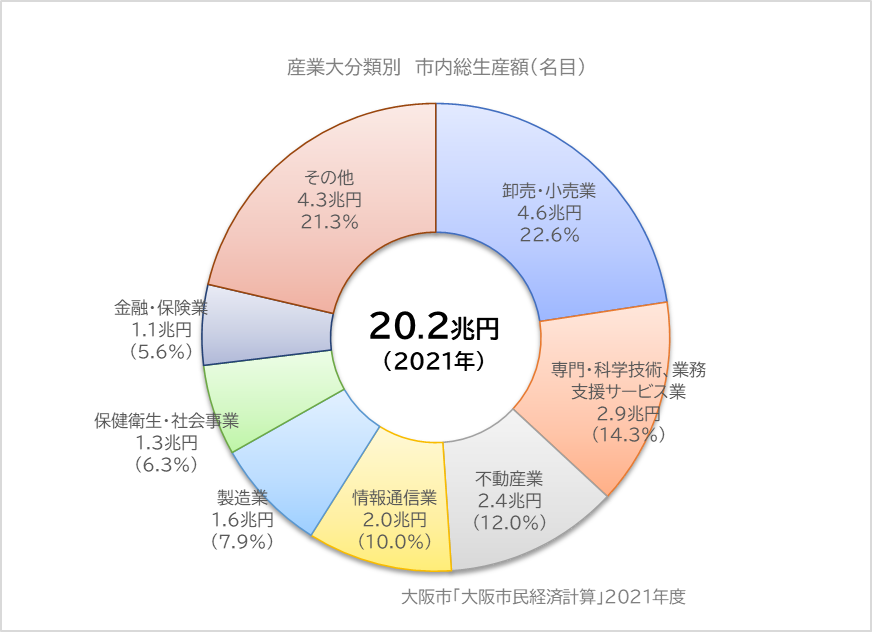 産業大分類別　市内総生産額（名目）
その他
4.3兆円
21.3%
卸売・小売業
4.6兆円
22.6%
金融・保険業
1.1兆円
（5.6%）
20.2兆円
（2021年）
専門・科学技術、業務
支援サービス業
2.9兆円
（14.3%）
保健衛生・社会事業
1.3兆円
（6.3%）
製造業
1.6兆円
（7.9%）
情報通信業
2.0兆円
（10.0%）
不動産業
2.4兆円
（12.0%）
大阪市「大阪市民経済計算」2021年度